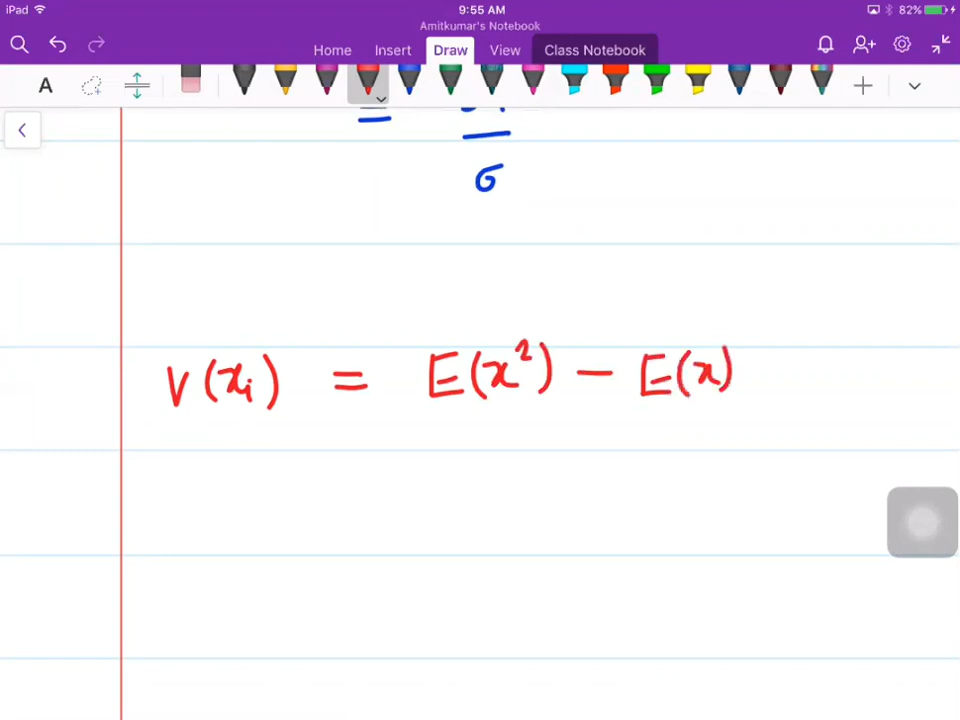 iPad 9:55 AM 82%
Amitkumar's Notebook
Home Insert Draw View Class Notebook
A
6
V(xi) = E(x²) − E(x)